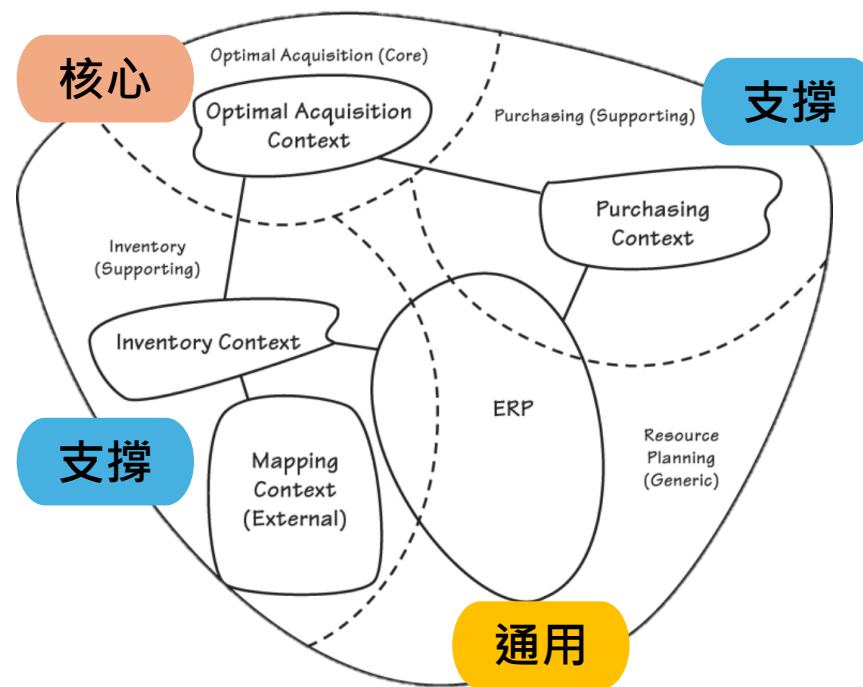 核心
Optimal Acquisition (Core)
Optimal Acquisition
Context
Purchasing (Supporting)
支撐
Purchasing
Context
Inventory
(Supporting)
Inventory Context
ERP
支撐
Mapping
Context
(External)
Resource
Planning
(Generic)
通用